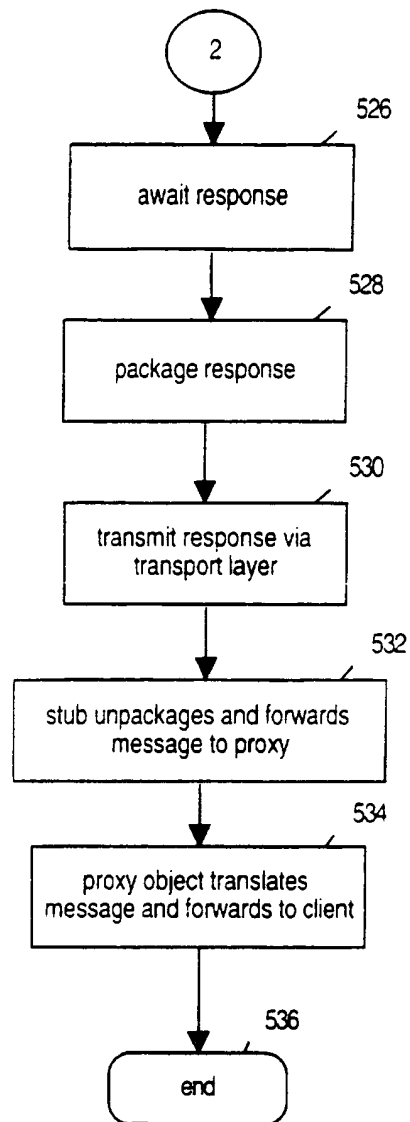 2
526
await response
528
package response
530
transmit response via
transport layer
532
stub unpackages and forwards
message to proxy
534
proxy object translates
message and forwards to client
536
end